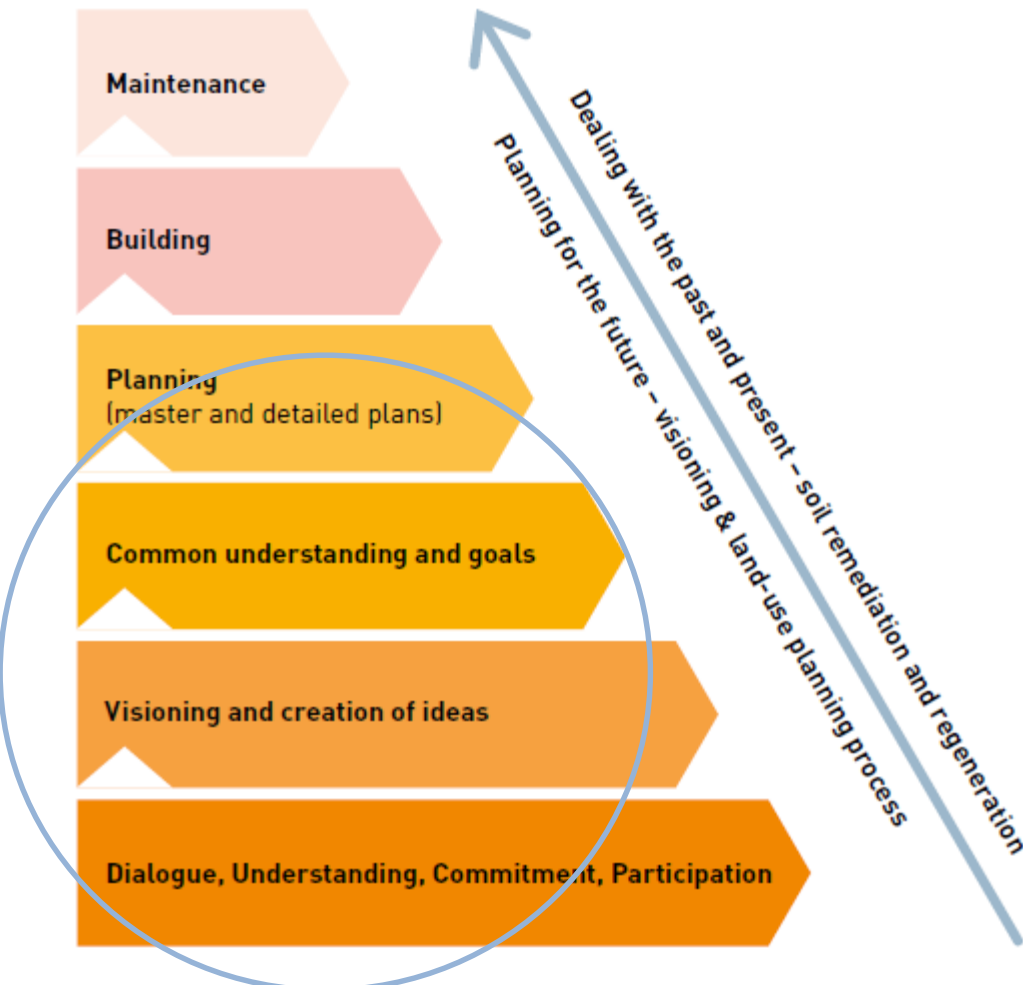 Maintenance
Building
Planning
(master and detailed plans)
Common understanding and goals
Visioning and creation of ideas
Dialogue, Understanding, Commitment, Participation
Planning for the future – visioning & land-use planning process
Dealing with the past and present – soil remediation and regeneration